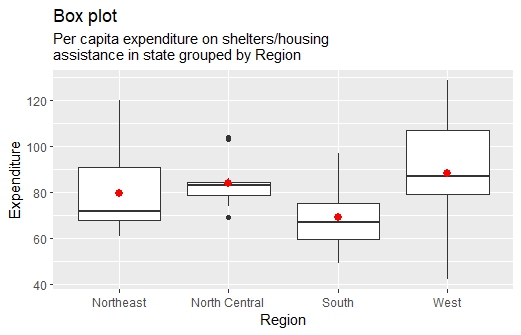 Box plot
Per capita expenditure on shelters/housing
assistance in state grouped by Region
120
100
80
60
40
Expenditure
Northeast North Central South West
Region